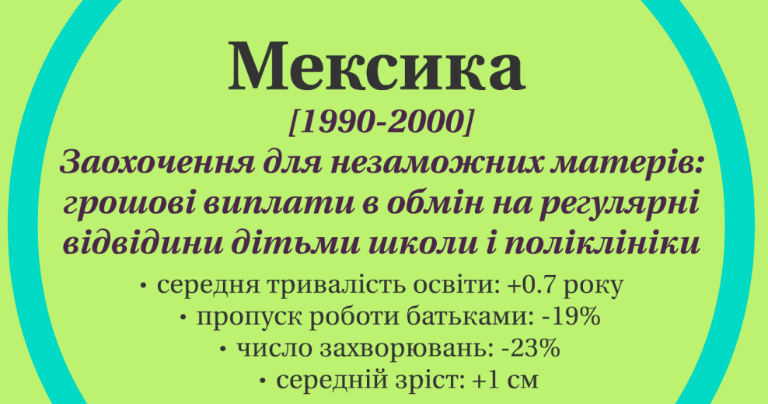 Мексика
[1990-2000]
Заохочення для незаможних матерів:
грошові виплати в обмін на регулярні
відвідини дітьми школи і поліклініки
• середня тривалість освіти: +0.7 року
• пропуск роботи батьками: -19%
• число захворювань: -23%
• середній зріст: +1 см